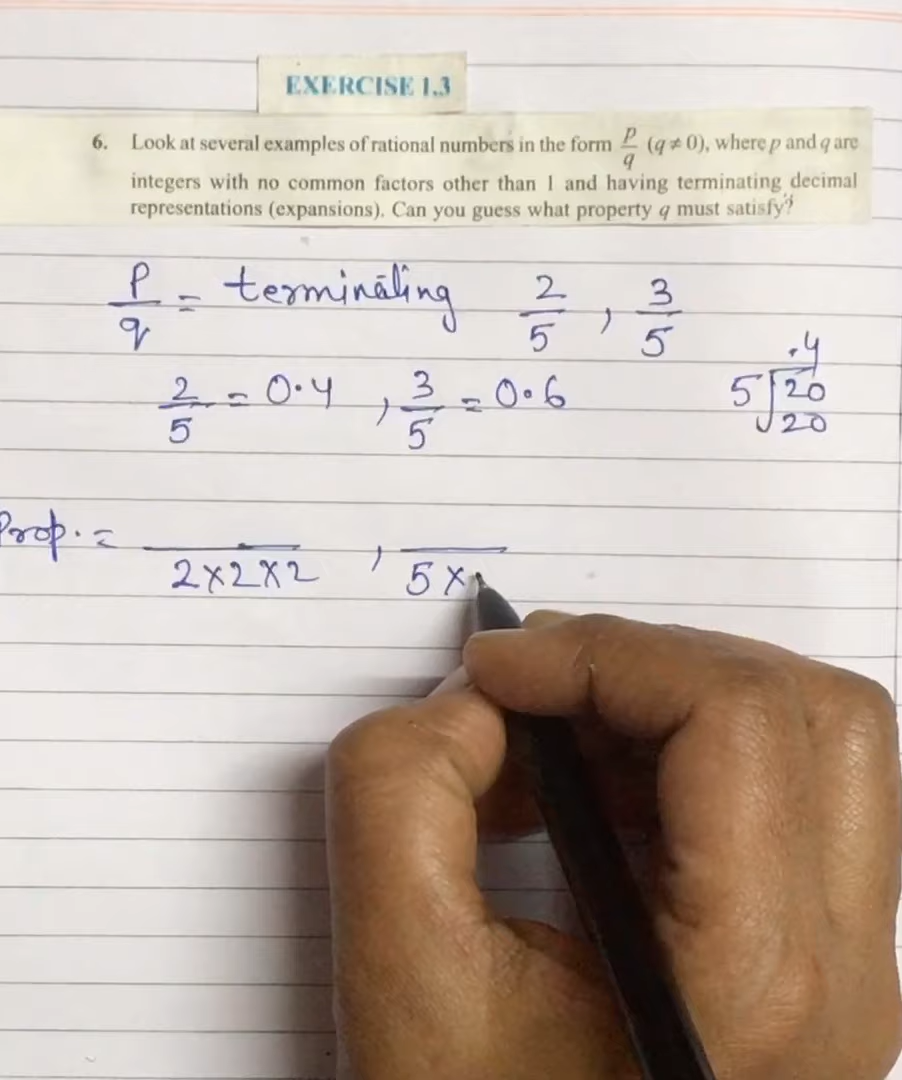 EXERCISE 1.3
6. Look at several examples of rational numbers in the form p/q (q ≠ 0), where p and q are
integers with no common factors other than 1 and having terminating decimal
representations (expansions). Can you guess what property q must satisfy?
p/q = terminating 2/5 , 3/5
2/5 = 0.4 , 3/5 = 0.6
.4
5 20
20
Prop. = 2×2×2 , 5×